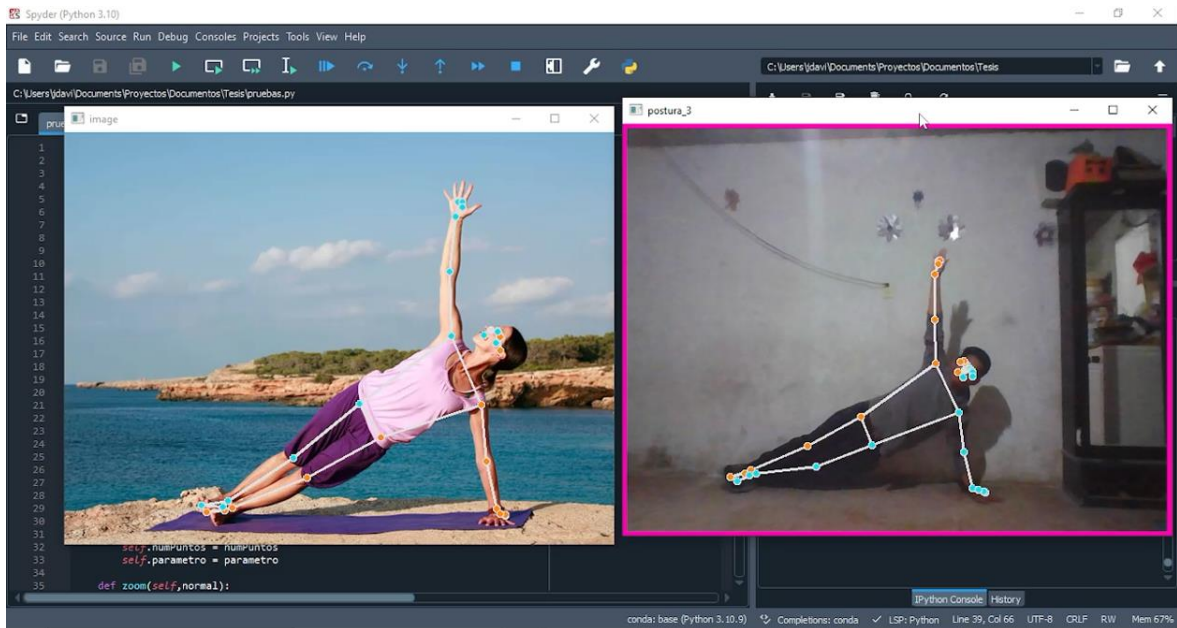 Spyder (Python 3.10)
File Edit Search Source Run Debug Consoles Projects Tools View Help
C:\Users\jdavi\Documents\Proyectos\Documentos\Tesis
C:\Users\jdavi\Documents\Proyectos\Documentos\Tesis\pruebas.py
image
postura_3
prue
1
2
3
4
5
6
7
8
9
10
11
12
13
14
15
16
17
18
19
20
21
22
23
24
25
26
27
28
29
30
31
32 self.numPuntos = numPuntos
33 self.parametro = parametro
34
35 def zoom(self,normal):
IPython Console History
conda: base (Python 3.10.9) Completions: conda LSP: Python Line 39, Col 66 UTF-8 CRLF RW Mem 67%